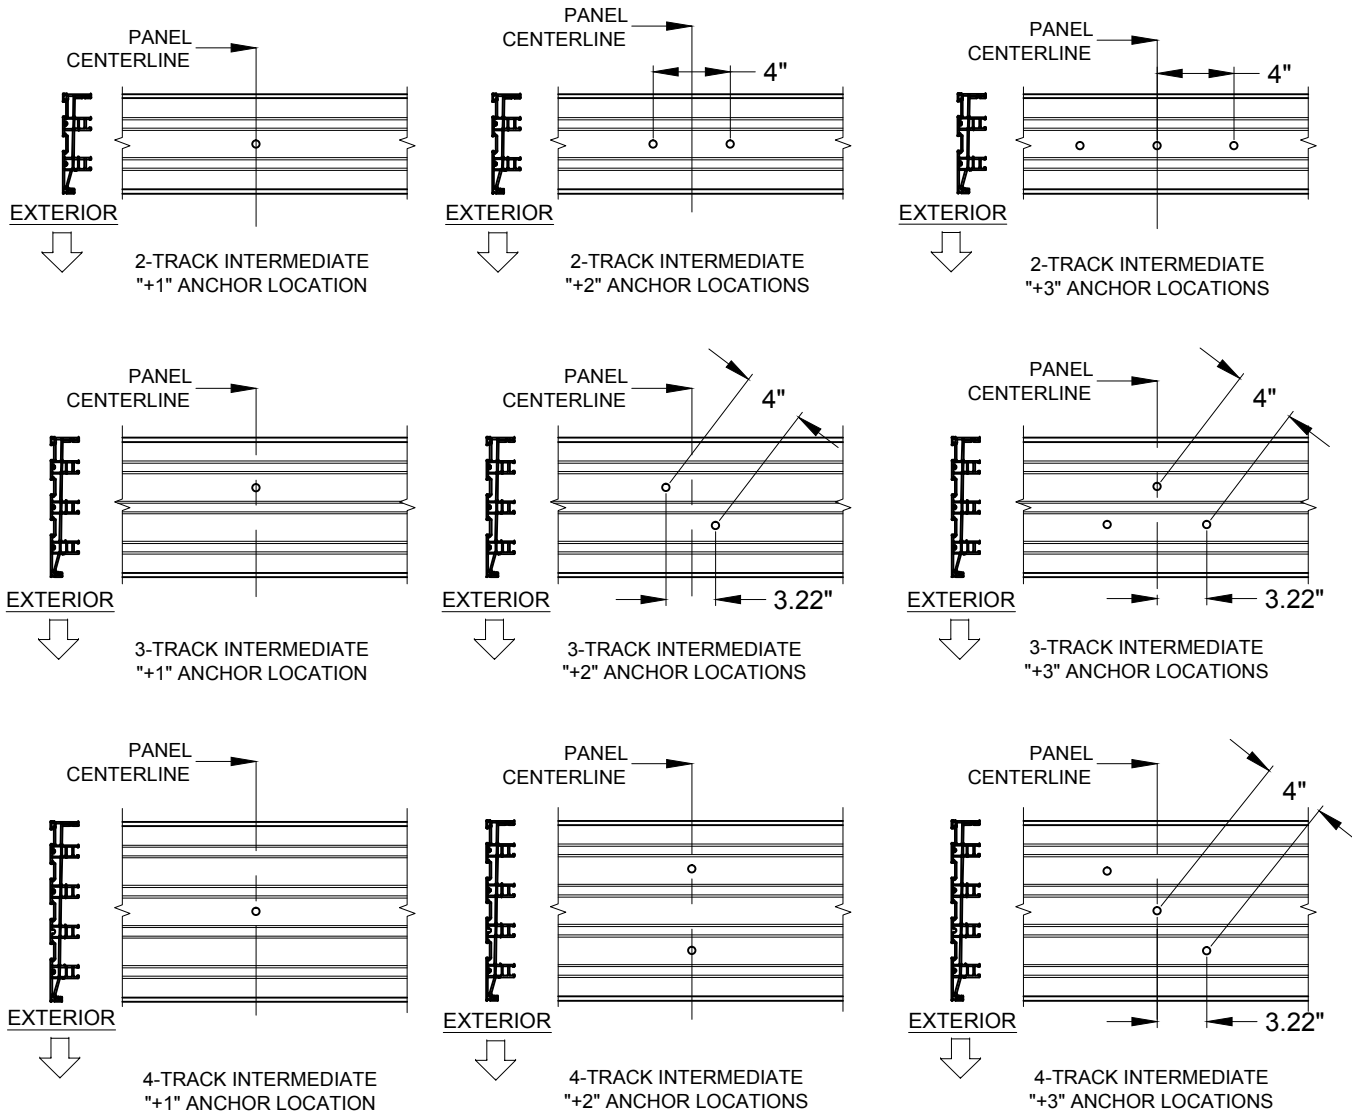 PANEL
CENTERLINE
EXTERIOR
2-TRACK INTERMEDIATE
"+1" ANCHOR LOCATION
PANEL
CENTERLINE
4"
EXTERIOR
2-TRACK INTERMEDIATE
"+2" ANCHOR LOCATIONS
PANEL
CENTERLINE
4"
EXTERIOR
2-TRACK INTERMEDIATE
"+3" ANCHOR LOCATIONS
PANEL
CENTERLINE
EXTERIOR
3-TRACK INTERMEDIATE
"+1" ANCHOR LOCATION
PANEL
CENTERLINE
4"
EXTERIOR
3.22"
3-TRACK INTERMEDIATE
"+2" ANCHOR LOCATIONS
PANEL
CENTERLINE
4"
EXTERIOR
3.22"
3-TRACK INTERMEDIATE
"+3" ANCHOR LOCATIONS
PANEL
CENTERLINE
EXTERIOR
4-TRACK INTERMEDIATE
"+1" ANCHOR LOCATION
PANEL
CENTERLINE
EXTERIOR
4-TRACK INTERMEDIATE
"+2" ANCHOR LOCATIONS
PANEL
CENTERLINE
4"
EXTERIOR
3.22"
4-TRACK INTERMEDIATE
"+3" ANCHOR LOCATIONS